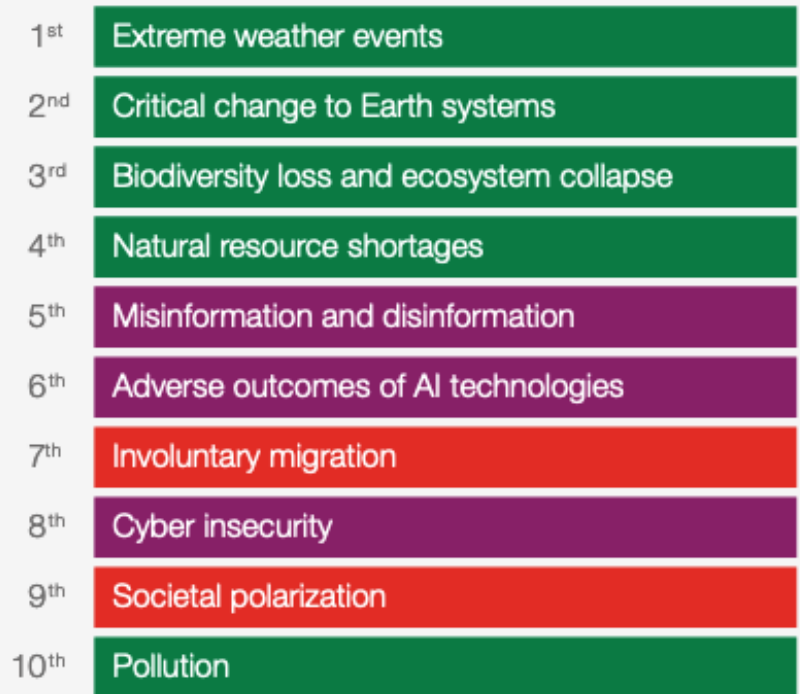 1st Extreme weather events
2nd Critical change to Earth systems
3rd Biodiversity loss and ecosystem collapse
4th Natural resource shortages
5th Misinformation and disinformation
6th Adverse outcomes of AI technologies
7th Involuntary migration
8th Cyber insecurity
9th Societal polarization
10th Pollution